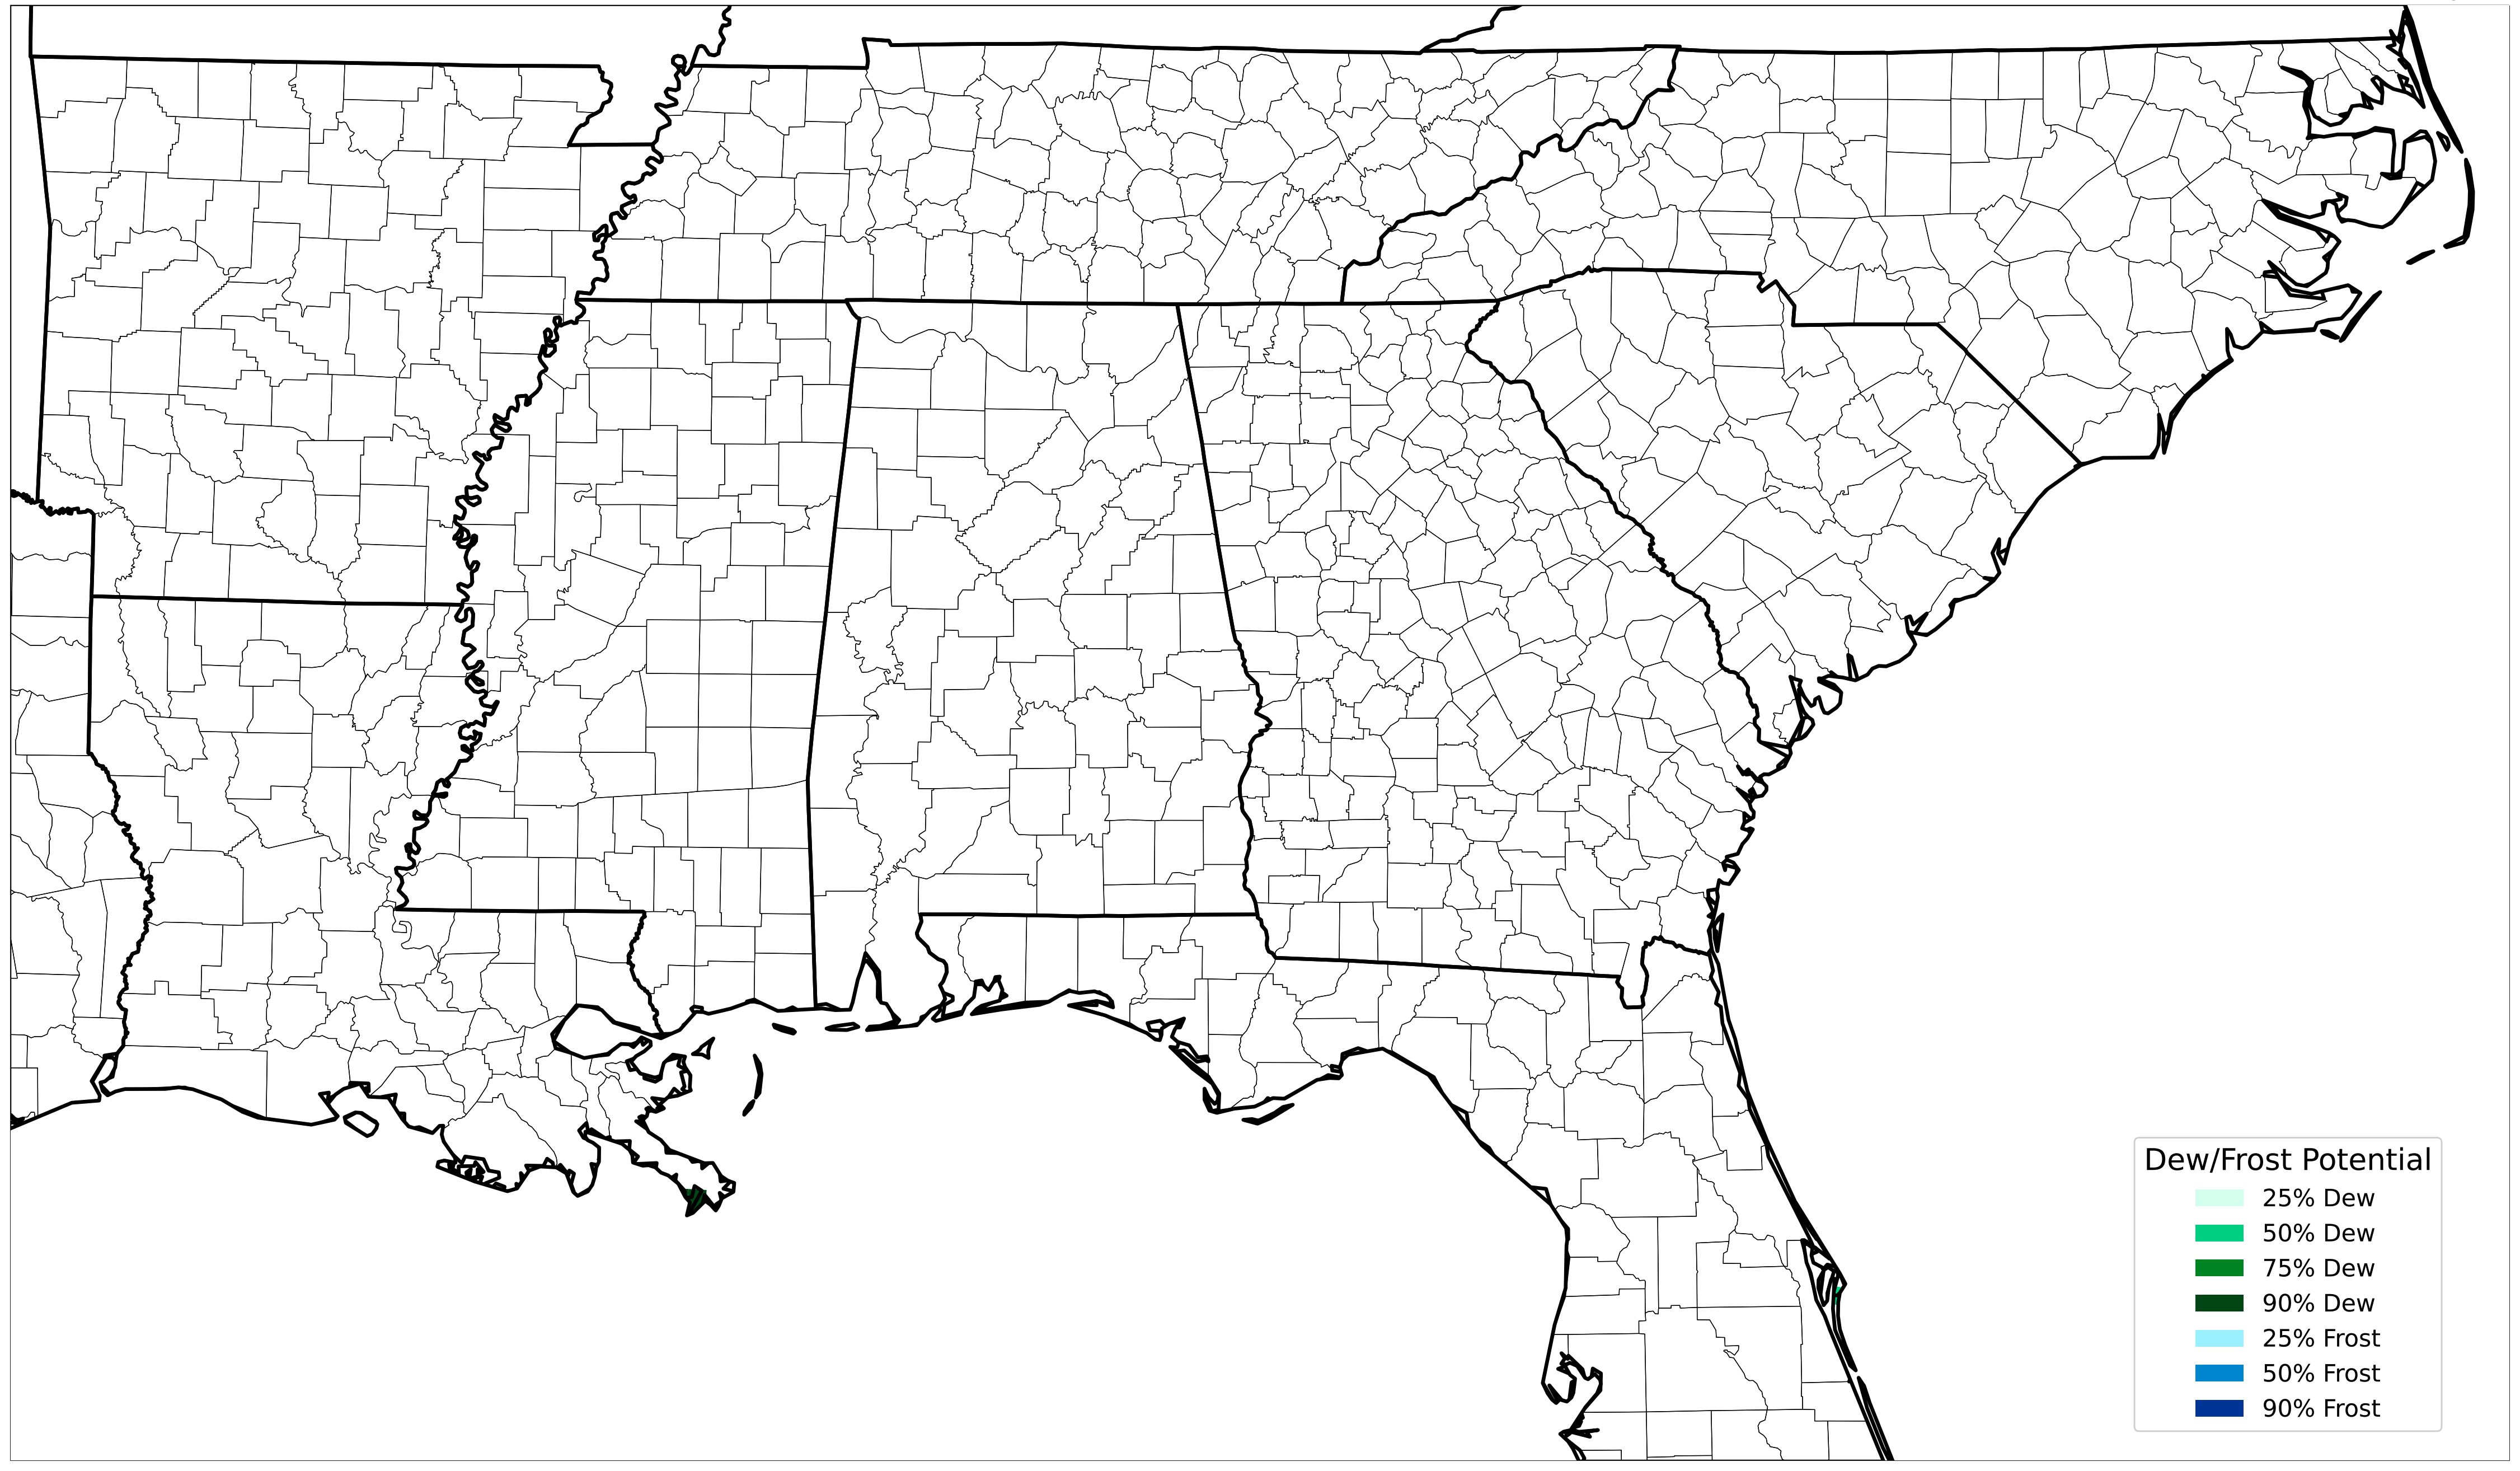 Dew/Frost Potential
25% Dew
50% Dew
75% Dew
90% Dew
25% Frost
50% Frost
90% Frost